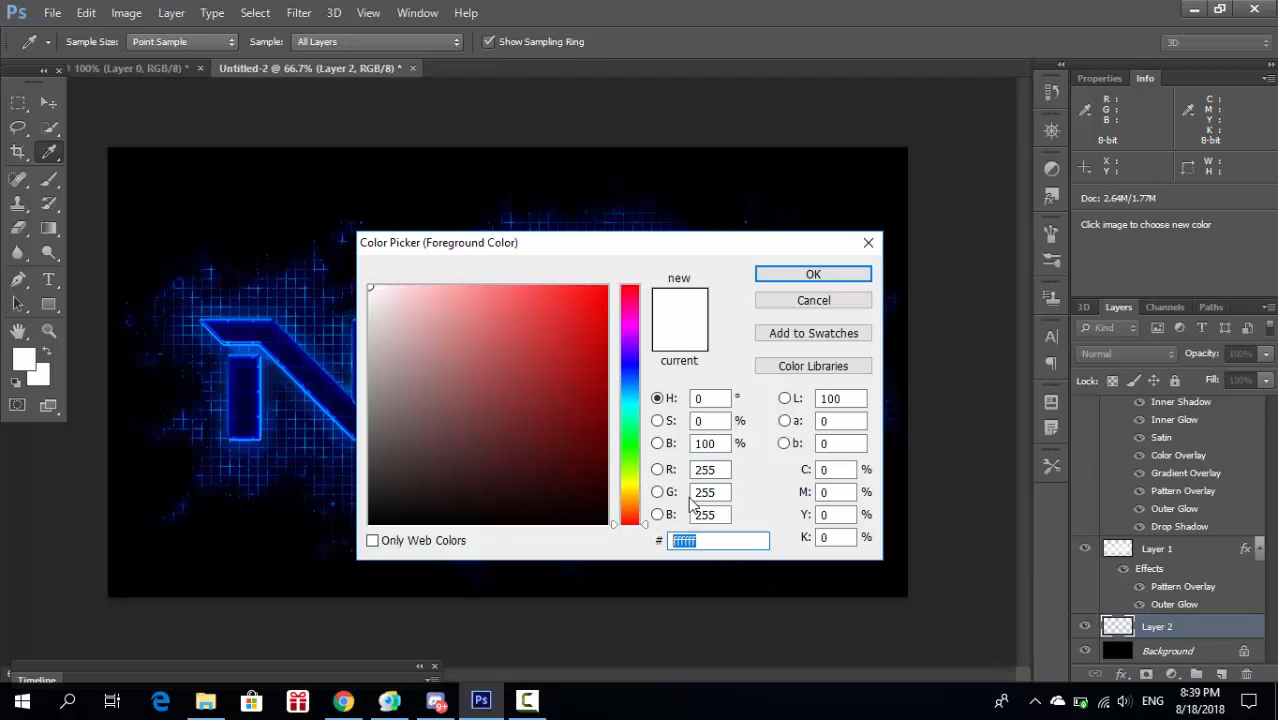 Ps File Edit Image Layer Type Select Filter 3D View Window Help
Sample Size: Point Sample Sample: All Layers Show Sampling Ring 3D
@ 100% (Layer 0, RGB/8) * × Untitled-2 @ 66.7% (Layer 2, RGB/8) * ×
Properties Info
R : C :
G : M :
B : Y :
K :
8-bit 8-bit
X : W :
Y : H :
Doc: 2.64M/1.77M
Click image to choose new color
Color Picker (Foreground Color)
new
current
OK
Cancel
Add to Swatches
Color Libraries
H: 0 ° L: 100
S: 0 % a: 0
B: 100 % b: 0
R: 255 C: 0 %
G: 255 M: 0 %
B: 255 Y: 0 %
# ffffff K: 0 %
Only Web Colors
3D Layers Channels Paths
Kind
Normal Opacity: 100%
Lock: Fill: 100%
Inner Shadow
Inner Glow
Satin
Color Overlay
Gradient Overlay
Pattern Overlay
Outer Glow
Drop Shadow
Layer 1 fx
Effects
Pattern Overlay
Outer Glow
Layer 2
Background
Timeline
ENG
8:39 PM
8/18/2018